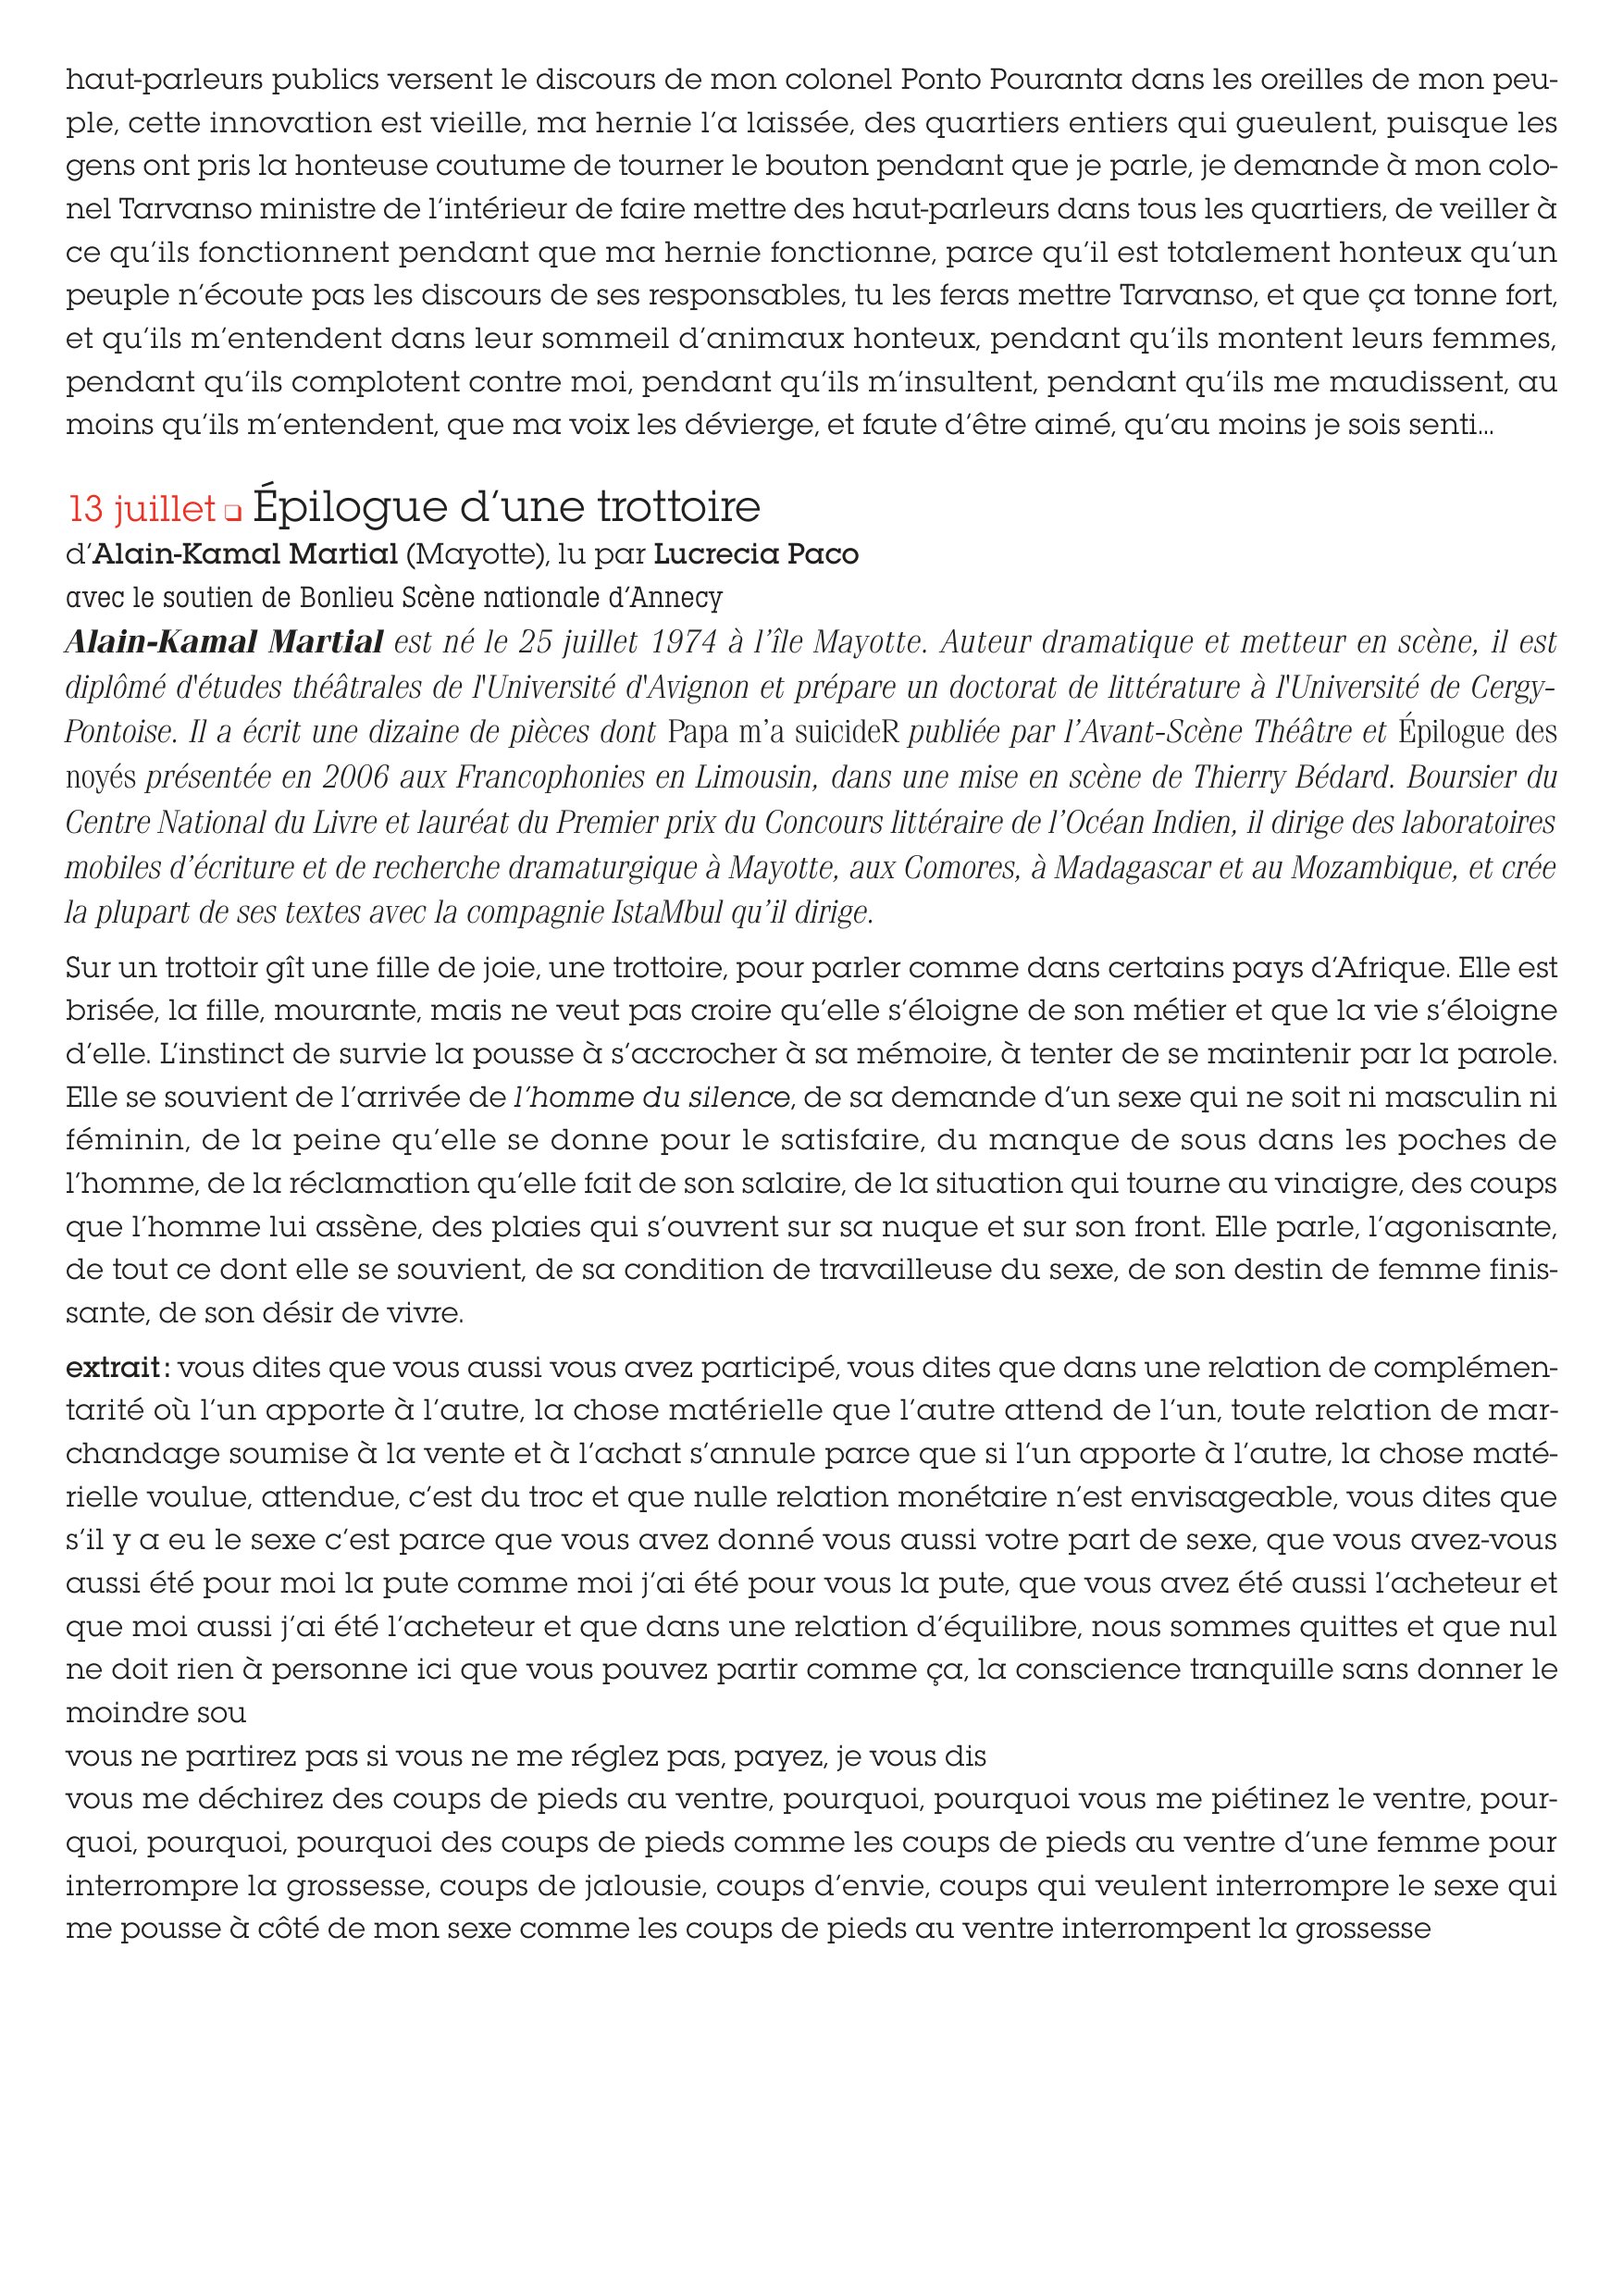 haut-parleurs publics versent le discours de mon colonel Ponto Pouranta dans les oreilles de mon peu-
ple, cette innovation est vieille, ma hernie l’a laissée, des quartiers entiers qui gueulent, puisque les
gens ont pris la honteuse coutume de tourner le bouton pendant que je parle, je demande à mon colo-
nel Tarvanso ministre de l’intérieur de faire mettre des haut-parleurs dans tous les quartiers, de veiller à
ce qu’ils fonctionnent pendant que ma hernie fonctionne, parce qu’il est totalement honteux qu’un
peuple n’écoute pas les discours de ses responsables, tu les feras mettre Tarvanso, et que ça tonne fort,
et qu’ils m’entendent dans leur sommeil d’animaux honteux, pendant qu’ils montent leurs femmes,
pendant qu’ils complotent contre moi, pendant qu’ils m’insultent, pendant qu’ils me maudissent, au
moins qu’ils m’entendent, que ma voix les dévierge, et faute d’être aimé, qu’au moins je sois senti...
13 juillet ❑ Épilogue d’une trottoire
d’Alain-Kamal Martial (Mayotte), lu par Lucrecia Paco
avec le soutien de Bonlieu Scène nationale d’Annecy
Alain-Kamal Martial est né le 25 juillet 1974 à l’île Mayotte. Auteur dramatique et metteur en scène, il est
diplômé d'études théâtrales de l'Université d'Avignon et prépare un doctorat de littérature à l'Université de Cergy-
Pontoise. Il a écrit une dizaine de pièces dont Papa m’a suicideR publiée par l’Avant-Scène Théâtre et Épilogue des
noyés présentée en 2006 aux Francophonies en Limousin, dans une mise en scène de Thierry Bédard. Boursier du
Centre National du Livre et lauréat du Premier prix du Concours littéraire de l’Océan Indien, il dirige des laboratoires
mobiles d’écriture et de recherche dramaturgique à Mayotte, aux Comores, à Madagascar et au Mozambique, et crée
la plupart de ses textes avec la compagnie IstaMbul qu’il dirige.
Sur un trottoir gît une fille de joie, une trottoire, pour parler comme dans certains pays d’Afrique. Elle est
brisée, la fille, mourante, mais ne veut pas croire qu’elle s’éloigne de son métier et que la vie s’éloigne
d’elle. L’instinct de survie la pousse à s’accrocher à sa mémoire, à tenter de se maintenir par la parole.
Elle se souvient de l’arrivée de l’homme du silence, de sa demande d’un sexe qui ne soit ni masculin ni
féminin, de la peine qu’elle se donne pour le satisfaire, du manque de sous dans les poches de
l’homme, de la réclamation qu’elle fait de son salaire, de la situation qui tourne au vinaigre, des coups
que l’homme lui assène, des plaies qui s’ouvrent sur sa nuque et sur son front. Elle parle, l’agonisante,
de tout ce dont elle se souvient, de sa condition de travailleuse du sexe, de son destin de femme finis-
sante, de son désir de vivre.
extrait : vous dites que vous aussi vous avez participé, vous dites que dans une relation de complémen-
tarité où l’un apporte à l’autre, la chose matérielle que l’autre attend de l’un, toute relation de mar-
chandage soumise à la vente et à l’achat s’annule parce que si l’un apporte à l’autre, la chose maté-
rielle voulue, attendue, c’est du troc et que nulle relation monétaire n’est envisageable, vous dites que
s’il y a eu le sexe c’est parce que vous avez donné vous aussi votre part de sexe, que vous avez-vous
aussi été pour moi la pute comme moi j’ai été pour vous la pute, que vous avez été aussi l’acheteur et
que moi aussi j’ai été l’acheteur et que dans une relation d’équilibre, nous sommes quittes et que nul
ne doit rien à personne ici que vous pouvez partir comme ça, la conscience tranquille sans donner le
moindre sou
vous ne partirez pas si vous ne me réglez pas, payez, je vous dis
vous me déchirez des coups de pieds au ventre, pourquoi, pourquoi vous me piétinez le ventre, pour-
quoi, pourquoi, pourquoi des coups de pieds comme les coups de pieds au ventre d’une femme pour
interrompre la grossesse, coups de jalousie, coups d’envie, coups qui veulent interrompre le sexe qui
me pousse à côté de mon sexe comme les coups de pieds au ventre interrompent la grossesse